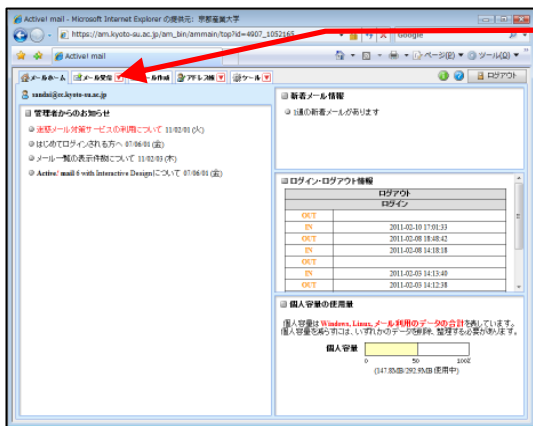 Active! mail - Microsoft Internet Explorer の提供元: 京都産業大学
https://am.kyoto-su.ac.jp/am_bin/ammain/top?id=4907_1052165
Google
Active! mail
ページ(P) ツール(O)
メールホーム メール受信 メール作成 アドレス帳 ツール ログアウト
sandai@cc.kyoto-su.ac.jp
管理者からのお知らせ
迷惑メール対策サービスの利用について 11/02/01 (火)
はじめてログインされる方へ 07/06/01 (金)
メール一覧の表示件数について 11/02/03 (木)
Active! mail 6 with Interactive Designについて 07/06/01 (金)
新着メール情報
1通の新着メールがあります
ログイン・ログアウト情報
ログアウト
ログイン
OUT
IN 2011-02-10 17:01:33
OUT 2011-02-08 18:48:42
IN 2011-02-08 14:18:18
OUT
IN 2011-02-03 14:13:40
OUT 2011-02-03 14:12:38
個人容量の使用量
個人容量はWindows, Linux, メール利用のデータの合計を表しています。
個人容量を減らすには、いずれかのデータを削除、整理する必要があります。
個人容量
0 50 100%
(147.8MB/292.9MB 使用中)